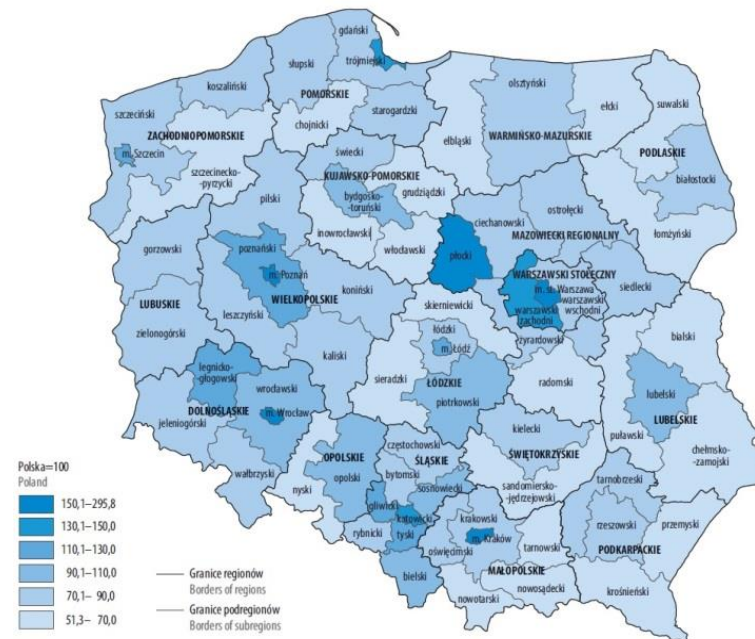 gdański
słupski
trójmiejski
koszaliński
POMORSKIE
olsztyński
ełcki
suwalski
szczeciński
starogardzki
chojnicki
ZACHODNIOPOMORSKIE
elbląski
WARMIŃSKO-MAZURSKIE
PODLASKIE
m. Szczecin
świecki
szczecinecko-
-pyrzycki
KUJAWSKO-POMORSKIE
grudziądzki
białostocki
bydgosko-
-toruński
pilski
ciechanowski
ostrołęcki
inowrocławski
MAZOWIECKI REGIONALNY
łomżyński
gorzowski
poznański
włocławski
płocki
m. Poznań
WARSZAWSKI STOŁECZNY
siedlecki
m. st. Warszawa
LUBUSKIE
koniński
WIELKOPOLSKIE
skierniewicki
warszawski
zachodni
warszawski
wschodni
leszczyński
zielonogórski
łódzki
m. Łódź
żyrardowski
bialski
kaliski
legnicko-
-głogowski
sieradzki
ŁÓDZKIE
radomski
wrocławski
piotrkowski
lubelski
LUBELSKIE
DOLNOŚLĄSKIE
m. Wrocław
jeleniogórski
puławski
kielecki
chełmsko-
-zamojski
OPOLSKIE
częstochowski
ŚLĄSKIE
ŚWIĘTOKRZYSKIE
wałbrzyski
opolski
bytomski
sosnowiecki
sandomiersko-
-jędrzejowski
tarnobrzeski
nyski
gliwicki
katowicki
krakowski
m. Kraków
rzeszowski
przemyski
rybnicki
tyski
oświęcimski
tarnowski
PODKARPACKIE
MAŁOPOLSKIE
bielski
nowosądecki
krośnieński
nowotarski
Polska=100
Poland
150,1–295,8
130,1–150,0
110,1–130,0
90,1–110,0
70,1– 90,0
51,3– 70,0
Granice regionów
Borders of regions
Granice podregionów
Borders of subregions